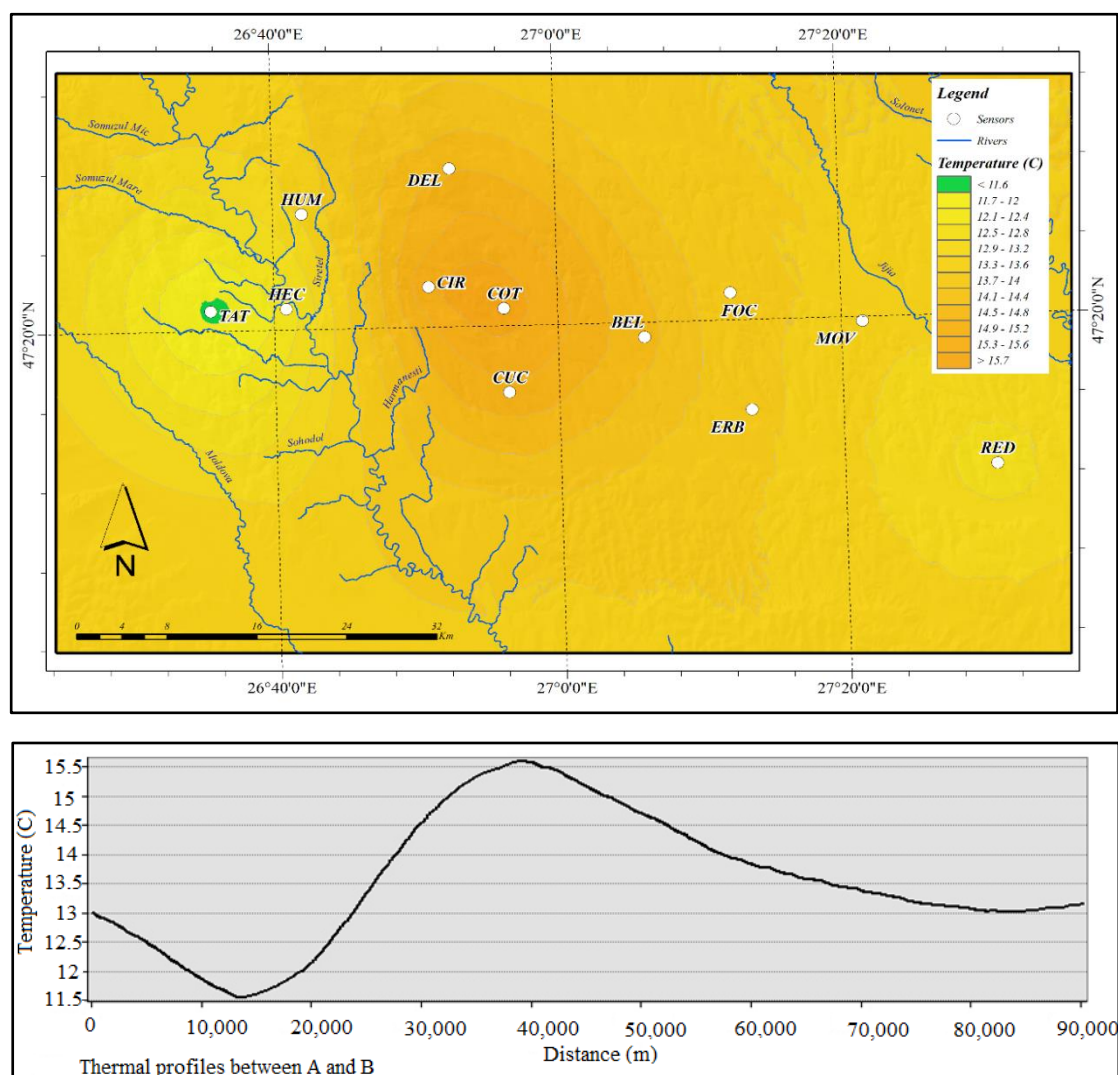 26°40'0"E 27°0'0"E 27°20'0"E
Legend
Sensors
Rivers
Temperature (C)
< 11.6
11.7 - 12
12.1 - 12.4
12.5 - 12.8
12.9 - 13.2
13.3 - 13.6
13.7 - 14
14.1 - 14.4
14.5 - 14.8
14.9 - 15.2
15.3 - 15.6
> 15.7
Solonet
Somuzul Mic
Somuzul Mare
DEL
HUM
Siretel
Jijia
HEC
CIR
COT
TAT
FOC
BEL
MOV
47°20'0"N
47°20'0"N
CUC
Harmanesti
ERB
Sohodol
RED
Moldova
N
0 4 8 16 24 32
Km
26°40'0"E 27°0'0"E 27°20'0"E
Temperature (C)
15.5
15
14.5
14
13.5
13
12.5
12
11.5
0 10,000 20,000 30,000 40,000 50,000 60,000 70,000 80,000 90,000
Distance (m)
Thermal profiles between A and B